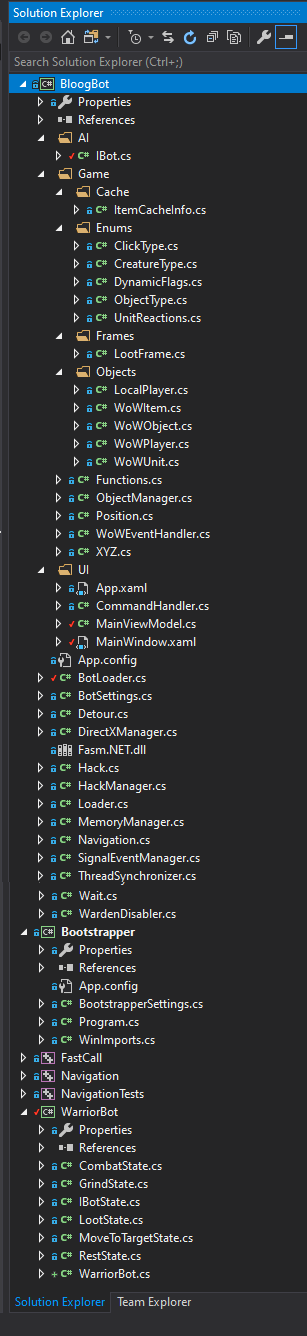 Solution Explorer
Search Solution Explorer (Ctrl+;)
BloogBot
Properties
References
AI
IBot.cs
Game
Cache
ItemCacheInfo.cs
Enums
ClickType.cs
CreatureType.cs
DynamicFlags.cs
ObjectType.cs
UnitReactions.cs
Frames
LootFrame.cs
Objects
LocalPlayer.cs
WoWItem.cs
WoWObject.cs
WoWPlayer.cs
WoWUnit.cs
Functions.cs
ObjectManager.cs
Position.cs
WoWEventHandler.cs
XYZ.cs
UI
App.xaml
CommandHandler.cs
MainViewModel.cs
MainWindow.xaml
App.config
BotLoader.cs
BotSettings.cs
Detour.cs
DirectXManager.cs
Fasm.NET.dll
Hack.cs
HackManager.cs
Loader.cs
MemoryManager.cs
Navigation.cs
SignalEventManager.cs
ThreadSynchronizer.cs
Wait.cs
WardenDisabler.cs
Bootstrapper
Properties
References
App.config
BootstrapperSettings.cs
Program.cs
WinImports.cs
FastCall
Navigation
NavigationTests
WarriorBot
Properties
References
CombatState.cs
GrindState.cs
IBotState.cs
LootState.cs
MoveToTargetState.cs
RestState.cs
WarriorBot.cs
Solution Explorer Team Explorer